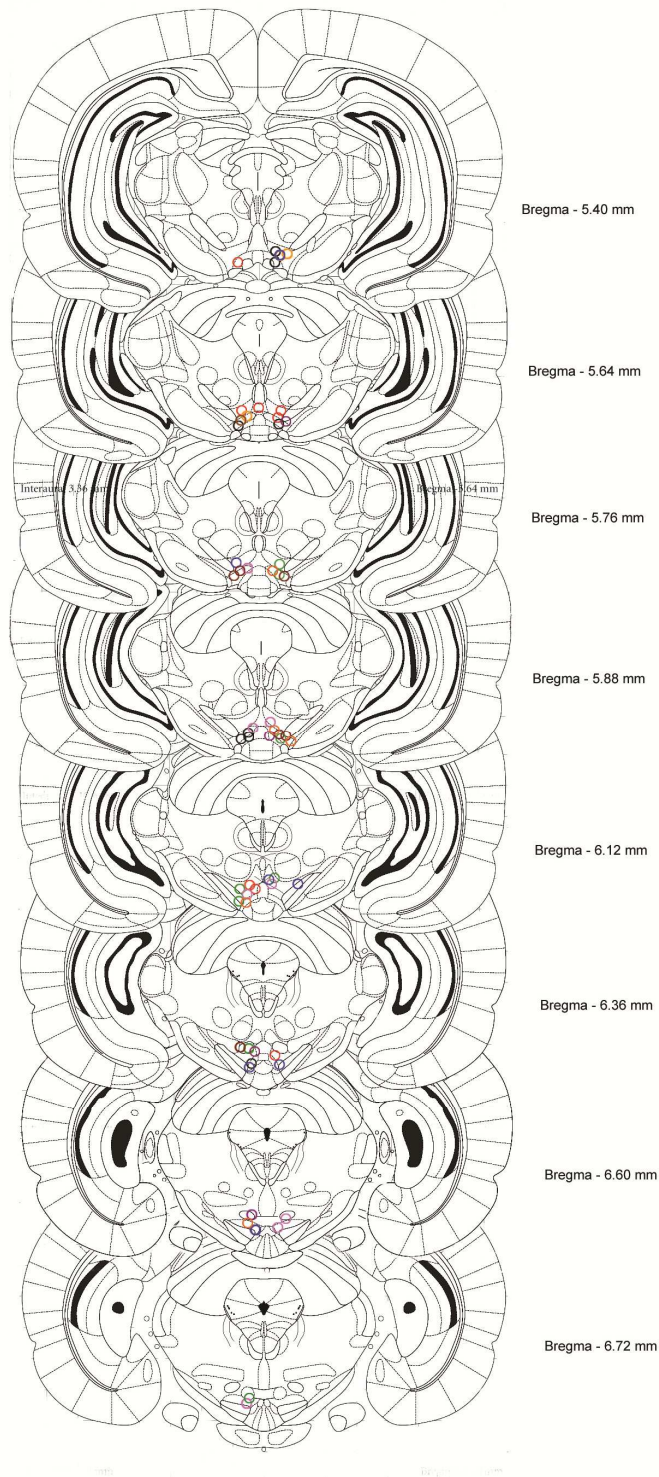 Bregma - 5.40 mm
Bregma - 5.64 mm
Interaural 3.36 mm
Bregma -5.64 mm
Bregma - 5.76 mm
Bregma - 5.88 mm
Bregma - 6.12 mm
Bregma - 6.36 mm
Bregma - 6.60 mm
Bregma - 6.72 mm